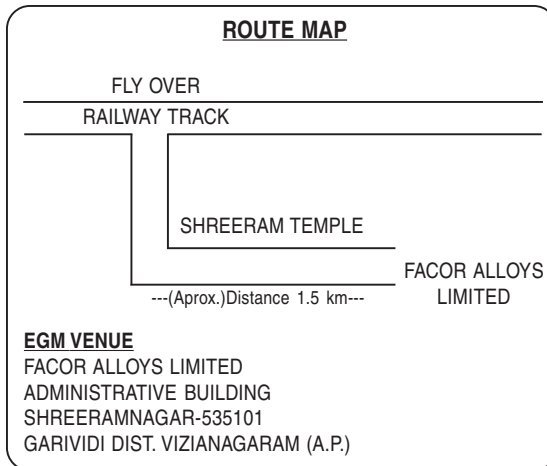 ROUTE MAP
FLY OVER
RAILWAY TRACK
SHREERAM TEMPLE
FACOR ALLOYS
LIMITED
---(Aprox.)Distance 1.5 km---
EGM VENUE
FACOR ALLOYS LIMITED
ADMINISTRATIVE BUILDING
SHREERAMNAGAR-535101
GARIVIDI DIST. VIZIANAGARAM (A.P.)